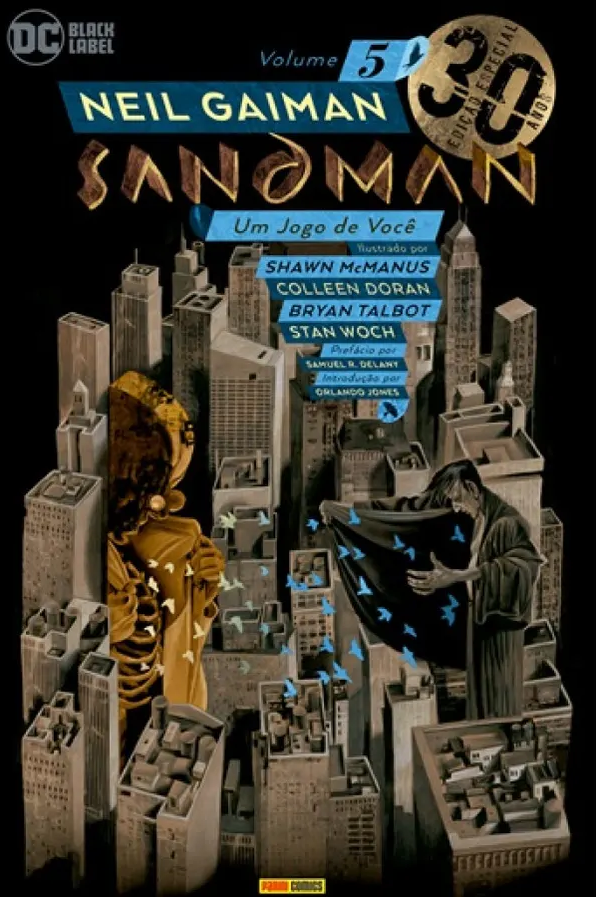 DC
BLACK
LABEL
Volume 5
30
EDIÇÃO ESPECIAL
ANOS
NEIL GAIMAN
SANDMAN
Um Jogo de Você
Ilustrado por
SHAWN McMANUS
COLLEEN DORAN
BRYAN TALBOT
STAN WOCH
Prefácio por
SAMUEL R. DELANY
Introdução por
ORLANDO JONES
PANINI COMICS